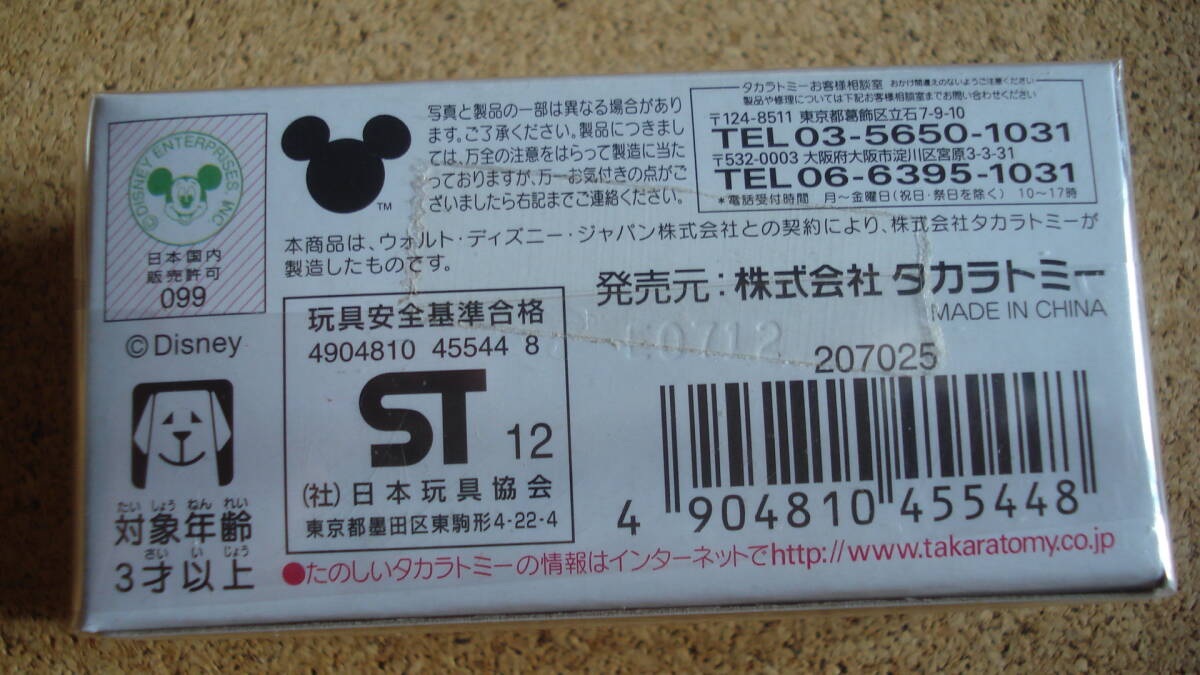 ©DISNEY ENTERPRISES, INC
日本国内
販売許可
099
©Disney
TM
写真と製品の一部は異なる場合があり
ます。ご了承ください。製品につきまし
ては、万全の注意をはらって製造に当た
っておりますが、万一お気付きの点がご
ざいましたら右記までご連絡ください。
タカラトミーお客様相談室 おかけ間違えのないようご注意ください
製品や修理については下記お客様相談室までお問い合わせください
〒124-8511 東京都葛飾区立石7-9-10
TEL 03-5650-1031
〒532-0003 大阪府大阪市淀川区宮原3-3-31
TEL 06-6395-1031
*電話受付時間 月〜金曜日(祝日・祭日を除く) 10〜17時
本商品は、ウォルト・ディズニー・ジャパン株式会社との契約により、株式会社タカラトミーが
製造したものです。
発売元:株式会社 タカラトミー
MADE IN CHINA
玩具安全基準合格
4904810 45544 8
ST 12
(社)日本玩具協会
東京都墨田区東駒形4-22-4
207025
4 904810 455448
たい しょう ねん れい
対象年齢
さい い じょう
3才以上
●たのしいタカラトミーの情報はインターネットでhttp://www.takaratomy.co.jp